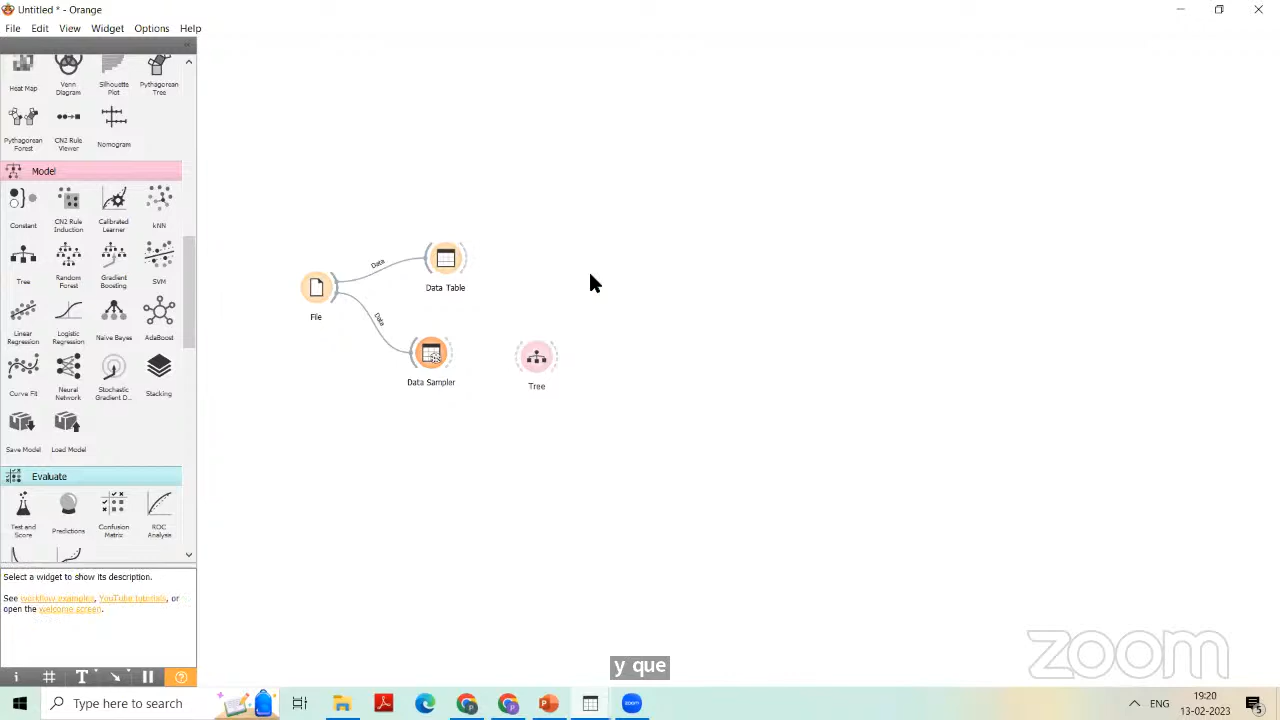 Untitled * - Orange
File Edit View Widget Options Help
Heat Map
Venn Diagram
Silhouette Plot
Pythagorean Tree
Pythagorean Forest
CN2 Rule Viewer
Nomogram
Model
Constant
CN2 Rule Induction
Calibrated Learner
kNN
Tree
Random Forest
Gradient Boosting
SVM
Linear Regression
Logistic Regression
Naive Bayes
AdaBoost
Curve Fit
Neural Network
Stochastic Gradient D...
Stacking
Save Model
Load Model
Evaluate
Test and Score
Predictions
Confusion Matrix
ROC Analysis
Select a widget to show its description.
See workflow examples, YouTube tutorials, or
open the welcome screen.
File
Data
Data Table
Data
Data Sampler
Tree
y que
zoom
Type here to search
zoom
ENG
19:20
13-02-2023
5